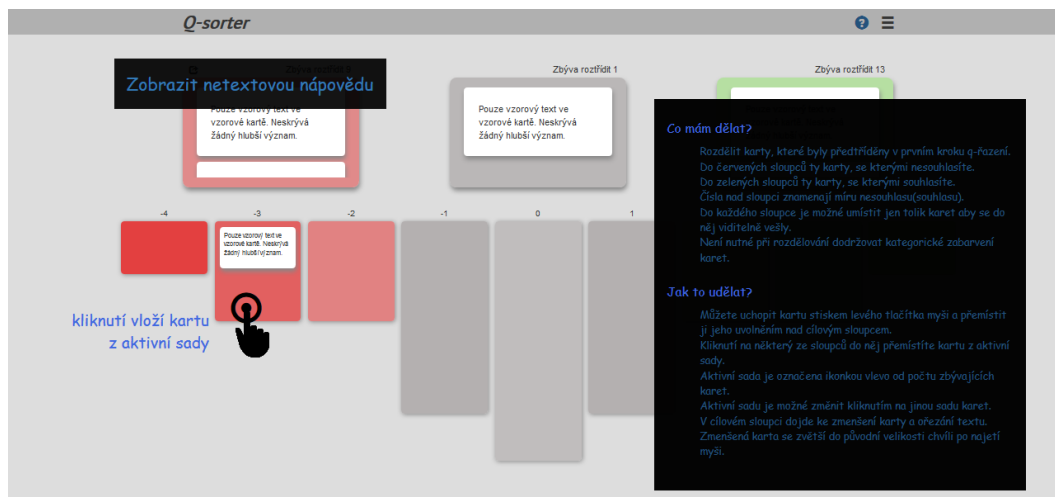 Q-sorter
Zbýva roztřídit 1
Zbýva roztřídit 13
Zobrazit netextovou nápovědu
Pouze vzorový text ve
vzorové kartě. Neskrývá
žádný hlubší význam.
Pouze vzorový text ve
vzorové kartě. Neskrývá
žádný hlubší význam.
-4
-3
-2
-1
0
1
Pouze vzorový text ve
vzorové kartě. Neskrývá
žádný hlubší význam.
kliknutí vloží kartu
z aktivní sady
Co mám dělat?
Rozdělit karty, které byly předtříděny v prvním kroku q-řazení.
Do červených sloupců ty karty, se kterými nesouhlasíte.
Do zelených sloupců ty karty, se kterými souhlasíte.
Čísla nad sloupci znamenají míru nesouhlasu(souhlasu).
Do každého sloupce je možné umístit jen tolik karet aby se do
něj viditelně vešly.
Není nutné při rozdělování dodržovat kategorické zabarvení
karet.
Jak to udělat?
Můžete uchopit kartu stiskem levého tlačítka myši a přemístit
ji jeho uvolněním nad cílovým sloupcem.
Kliknutí na některý ze sloupců do něj přemístíte kartu z aktivní
sady.
Aktivní sada je označena ikonkou vlevo od počtu zbývajících
karet.
Aktivní sadu je možné změnit kliknutím na jinou sadu karet.
V cílovém sloupci dojde ke zmenšení karty a ořezání textu.
Zmenšená karta se zvětší do původní velikosti chvíli po najetí
myši.